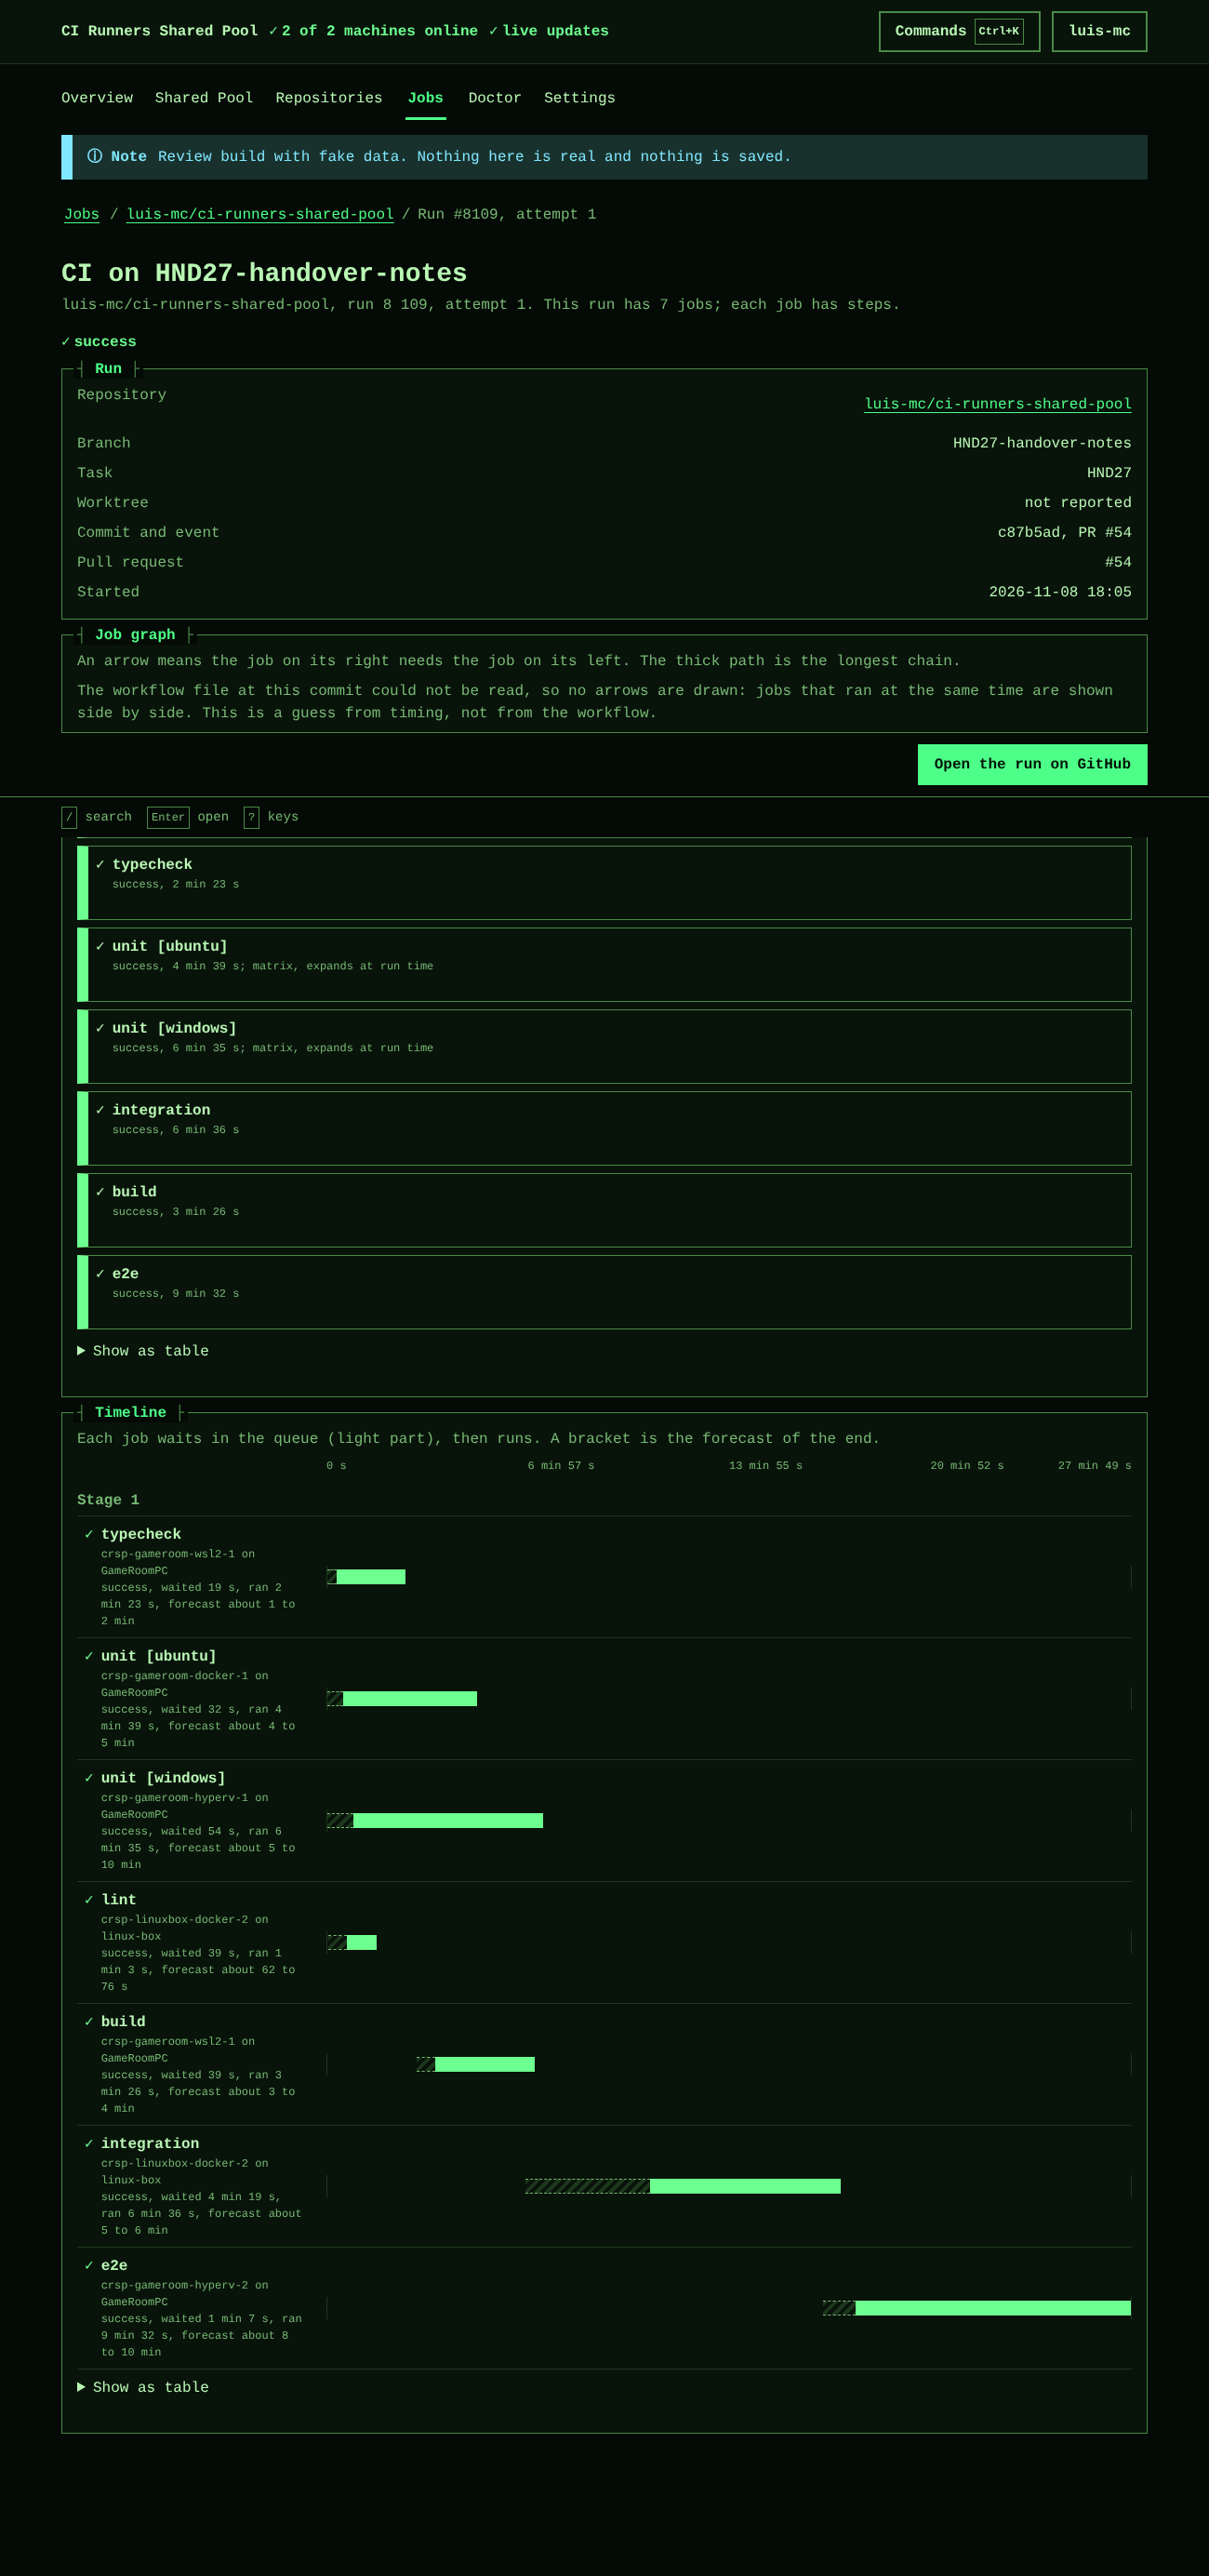 CI Runners Shared Pool ✓ 2 of 2 machines online ✓ live updates
Commands Ctrl+K
luis-mc
Overview Shared Pool Repositories Jobs Doctor Settings
ⓘ Note Review build with fake data. Nothing here is real and nothing is saved.
Jobs / luis-mc/ci-runners-shared-pool / Run #8109, attempt 1
CI on HND27-handover-notes
luis-mc/ci-runners-shared-pool, run 8 109, attempt 1. This run has 7 jobs; each job has steps.
✓ success
Run
Repository luis-mc/ci-runners-shared-pool
Branch HND27-handover-notes
Task HND27
Worktree not reported
Commit and event c87b5ad, PR #54
Pull request #54
Started 2026-11-08 18:05
Job graph
An arrow means the job on its right needs the job on its left. The thick path is the longest chain.
The workflow file at this commit could not be read, so no arrows are drawn: jobs that ran at the same time are shown
side by side. This is a guess from timing, not from the workflow.
Open the run on GitHub
/ search Enter open ? keys
✓ typecheck
success, 2 min 23 s
✓ unit [ubuntu]
success, 4 min 39 s; matrix, expands at run time
✓ unit [windows]
success, 6 min 35 s; matrix, expands at run time
✓ integration
success, 6 min 36 s
✓ build
success, 3 min 26 s
✓ e2e
success, 9 min 32 s
▶ Show as table
Timeline
Each job waits in the queue (light part), then runs. A bracket is the forecast of the end.
0 s 6 min 57 s 13 min 55 s 20 min 52 s 27 min 49 s
Stage 1
✓ typecheck
crsp-gameroom-wsl2-1 on
GameRoomPC
success, waited 19 s, ran 2
min 23 s, forecast about 1 to
2 min
✓ unit [ubuntu]
crsp-gameroom-docker-1 on
GameRoomPC
success, waited 32 s, ran 4
min 39 s, forecast about 4 to
5 min
✓ unit [windows]
crsp-gameroom-hyperv-1 on
GameRoomPC
success, waited 54 s, ran 6
min 35 s, forecast about 5 to
10 min
✓ lint
crsp-linuxbox-docker-2 on
linux-box
success, waited 39 s, ran 1
min 3 s, forecast about 62 to
76 s
✓ build
crsp-gameroom-wsl2-1 on
GameRoomPC
success, waited 39 s, ran 3
min 26 s, forecast about 3 to
4 min
✓ integration
crsp-linuxbox-docker-2 on
linux-box
success, waited 4 min 19 s,
ran 6 min 36 s, forecast about
5 to 6 min
✓ e2e
crsp-gameroom-hyperv-2 on
GameRoomPC
success, waited 1 min 7 s, ran
9 min 32 s, forecast about 8
to 10 min
▶ Show as table